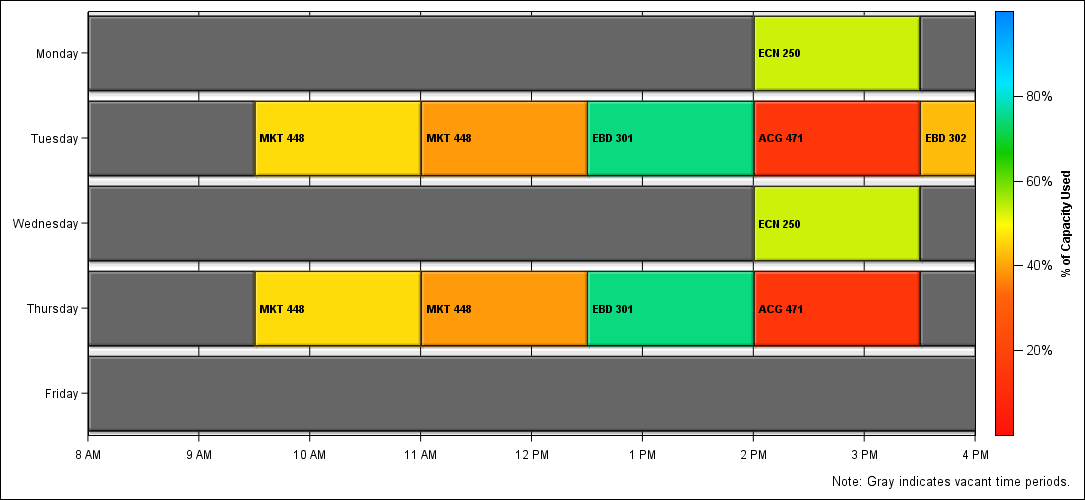 Monday
ECN 250
Tuesday
MKT 448
MKT 448
EBD 301
ACG 471
EBD 302
Wednesday
ECN 250
Thursday
MKT 448
MKT 448
EBD 301
ACG 471
Friday
8 AM
9 AM
10 AM
11 AM
12 PM
1 PM
2 PM
3 PM
4 PM
80%
60%
40%
20%
% of Capacity Used
Note: Gray indicates vacant time periods.